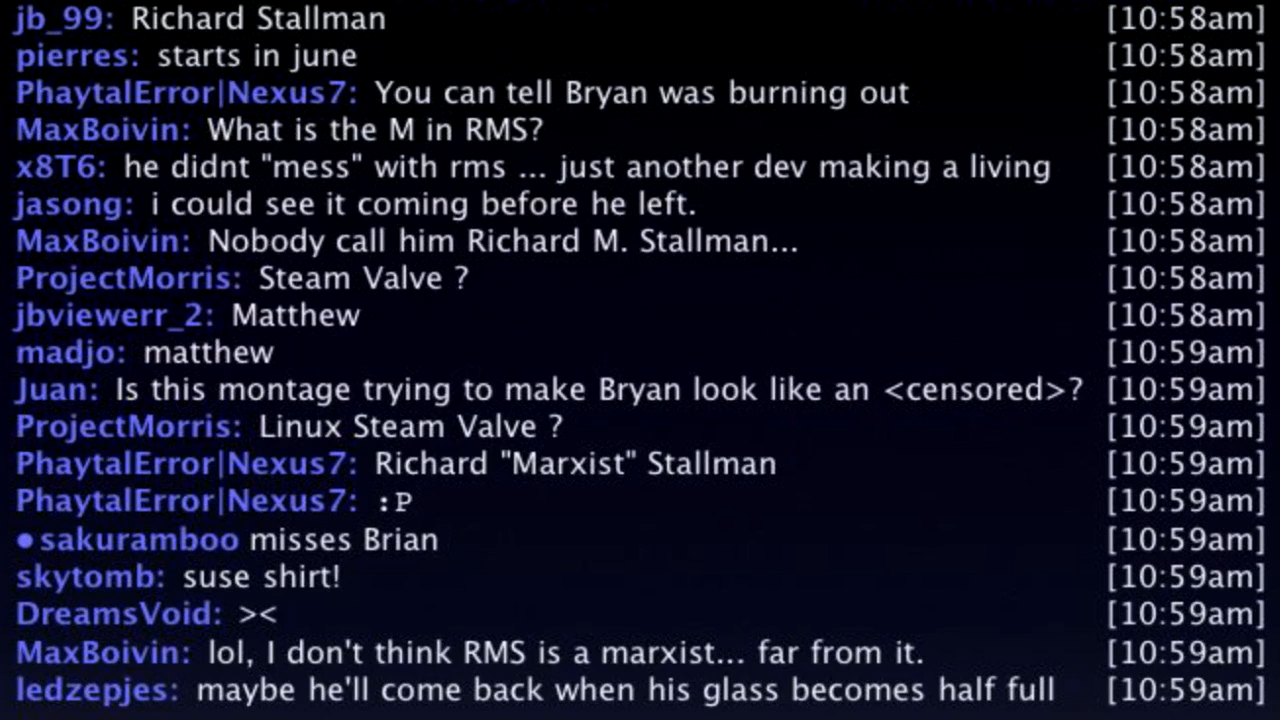 jb_99: Richard Stallman [10:58am]
pierres: starts in june [10:58am]
PhaytalError|Nexus7: You can tell Bryan was burning out [10:58am]
MaxBoivin: What is the M in RMS? [10:58am]
x8T6: he didnt "mess" with rms ... just another dev making a living [10:58am]
jasong: i could see it coming before he left. [10:58am]
MaxBoivin: Nobody call him Richard M. Stallman... [10:58am]
ProjectMorris: Steam Valve ? [10:58am]
jbviewerr_2: Matthew [10:58am]
madjo: matthew [10:59am]
Juan: Is this montage trying to make Bryan look like an <censored>? [10:59am]
ProjectMorris: Linux Steam Valve ? [10:59am]
PhaytalError|Nexus7: Richard "Marxist" Stallman [10:59am]
PhaytalError|Nexus7: :P [10:59am]
•sakuramboo misses Brian [10:59am]
skytomb: suse shirt! [10:59am]
DreamsVoid: >< [10:59am]
MaxBoivin: lol, I don't think RMS is a marxist... far from it. [10:59am]
ledzepjes: maybe he'll come back when his glass becomes half full [10:59am]